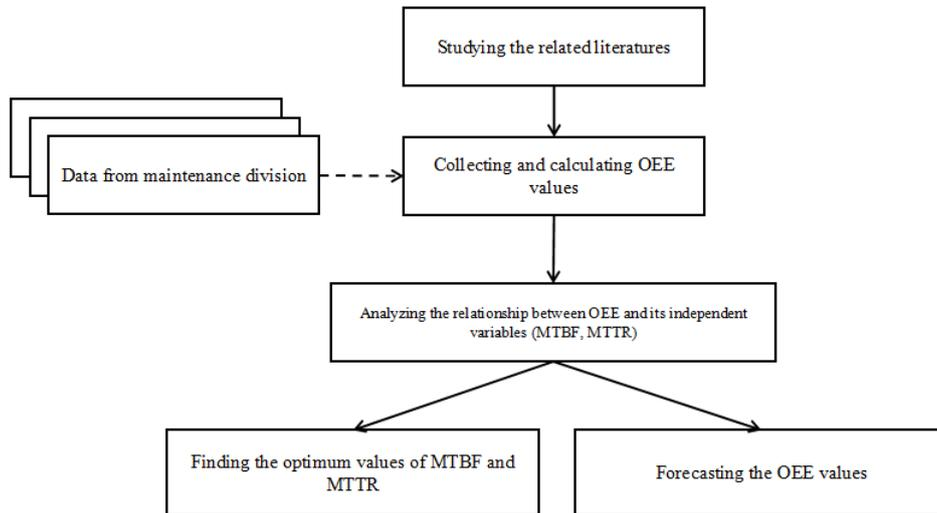 Studying the related literatures
Data from maintenance division
Collecting and calculating OEE
values
Analyzing the relationship between OEE and its independent
variables (MTBF, MTTR)
Finding the optimum values of MTBF and
MTTR
Forecasting the OEE values